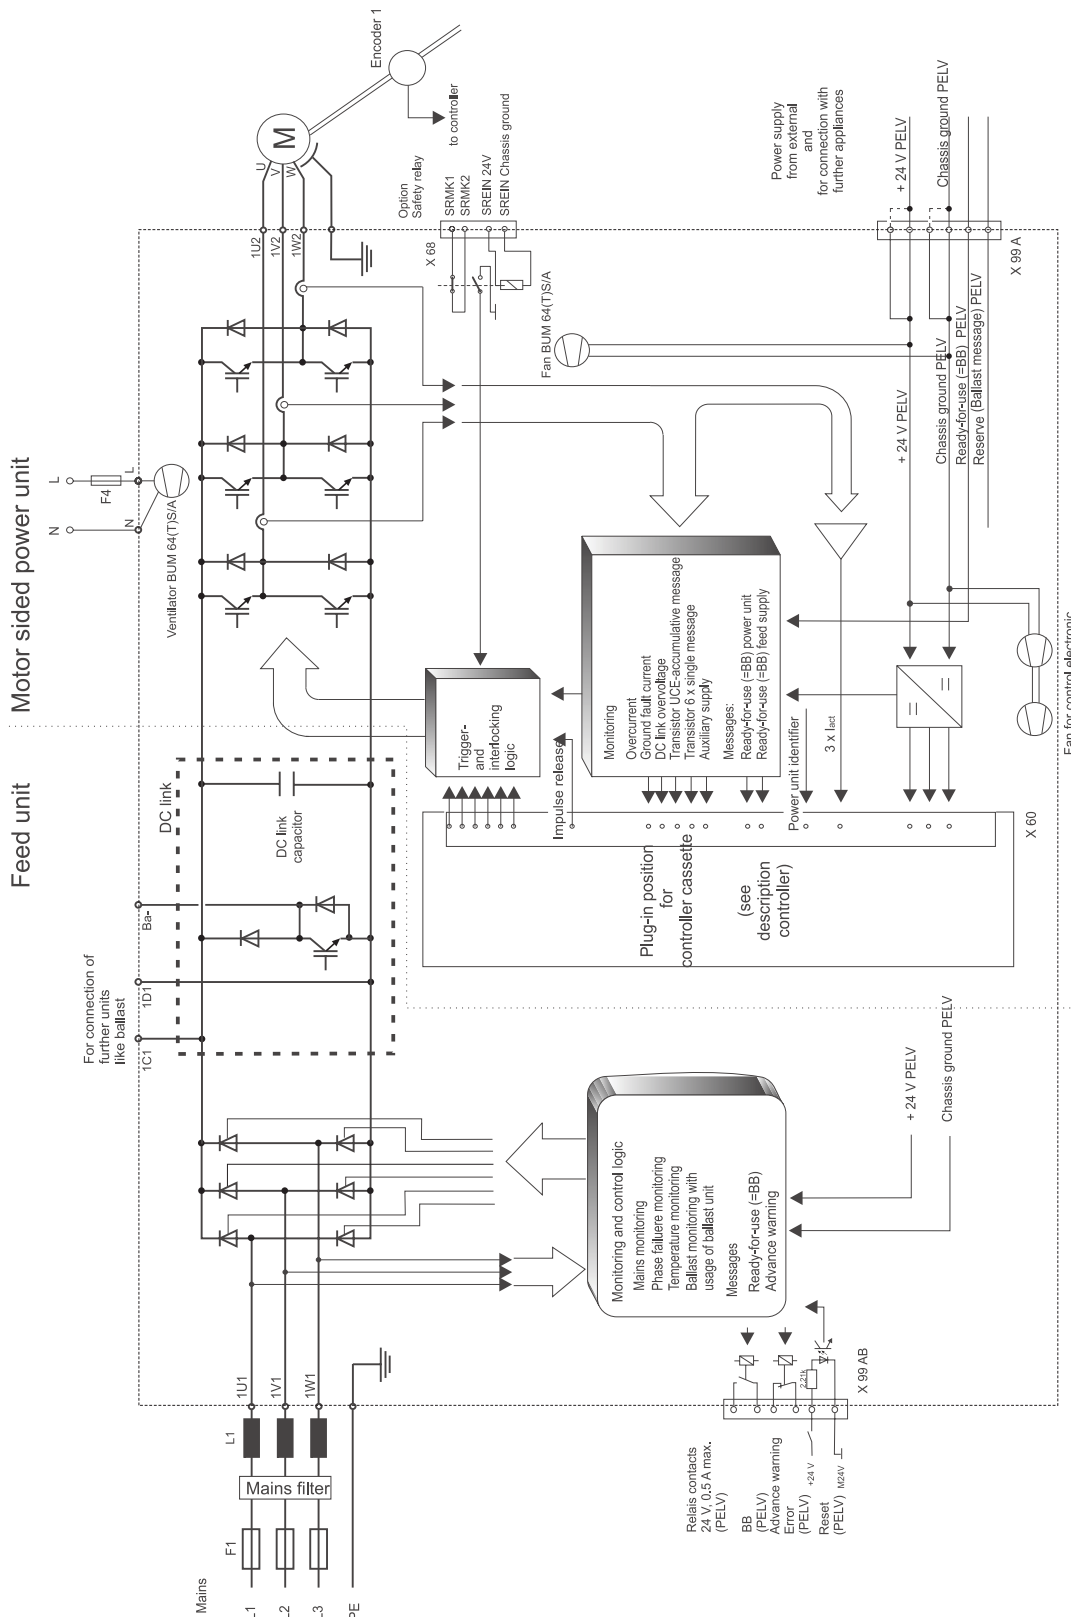 Motor sided power unit
Feed unit
Encoder 1
to controller
M
U
V
W
1U2
1V2
1W2
Option
Safety relay
SRMK1
SRMK2
SREIN 24V
SREIN Chassis ground
X 68
Fan BUM 64(T)S/A
Power supply
from external
and
for connection with
further appliances
+ 24 V PELV
Chassis ground PELV
X 99 A
+ 24 V PELV
Chassis ground PELV
Ready-for-use (=BB) PELV
Reserve (Ballast message) PELV
L
N
F4
L
N
Ventilator BUM 64(T)S/A
Trigger-
and
interlocking
logic
Impulse release
Monitoring
Overcurrent
Ground fault current
DC link overvoltage
Transistor UCE-accumulative message
Transistor 6 x single message
Auxiliary supply
Messages:
Ready-for-use (=BB) power unit
Ready-for-use (=BB) feed supply
Power unit identifier
3 x Iact
=
=
Fan for control electronic
X 60
Plug-in position
for
controller cassette
(see
description
controller)
DC link
DC link
capacitor
Ba-
1D1
1C1
For connection of
further units
like ballast
Monitoring and control logic
Mains monitoring
Phase failuere monitoring
Temperature monitoring
Ballast monitoring with
usage of ballast unit
Messages
Ready-for-use (=BB)
Advance warning
+ 24 V PELV
Chassis ground PELV
2,21k
X 99 AB
Relais contacts
24 V, 0.5 A max.
(PELV)
BB
(PELV)
Advance warning
Error
(PELV)
+24 V
Reset
(PELV)
M24V
1U1
1V1
1W1
L1
Mains filter
F1
Mains
L1
L2
L3
PE